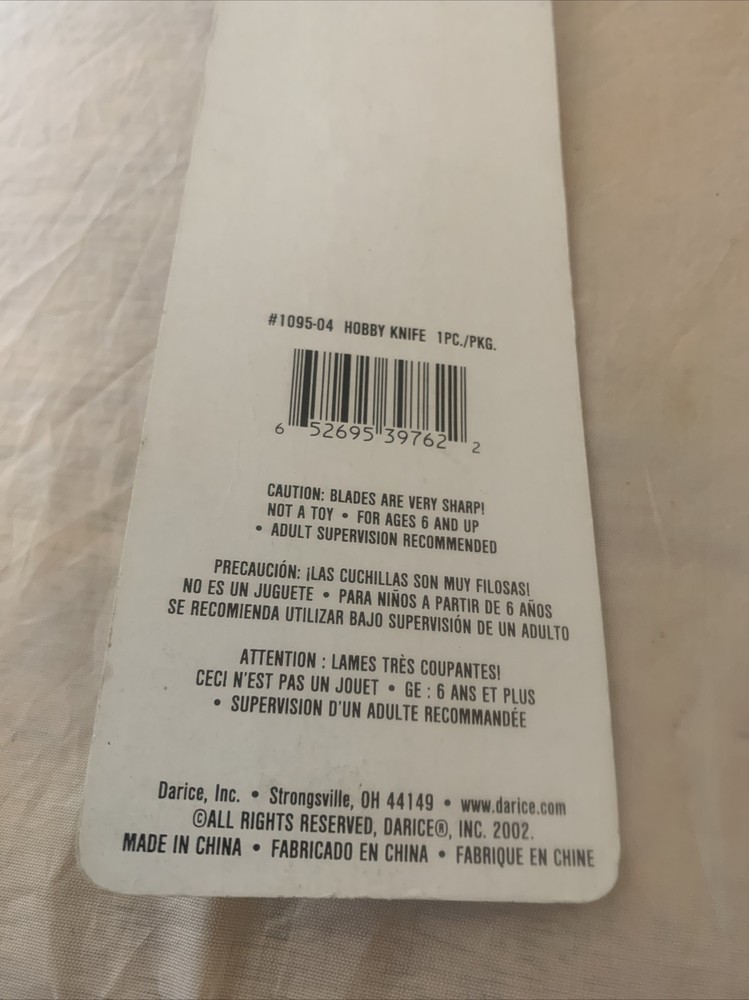 #1095-04 HOBBY KNIFE 1PC./PKG.
6 52695 39762 2
CAUTION: BLADES ARE VERY SHARP!
NOT A TOY • FOR AGES 6 AND UP
• ADULT SUPERVISION RECOMMENDED
PRECAUCIÓN: ¡LAS CUCHILLAS SON MUY FILOSAS!
NO ES UN JUGUETE • PARA NIÑOS A PARTIR DE 6 AÑOS
SE RECOMIENDA UTILIZAR BAJO SUPERVISIÓN DE UN ADULTO
ATTENTION : LAMES TRÈS COUPANTES!
CECI N'EST PAS UN JOUET • GE : 6 ANS ET PLUS
• SUPERVISION D'UN ADULTE RECOMMANDÉE
Darice, Inc. • Strongsville, OH 44149 • www.darice.com
©ALL RIGHTS RESERVED, DARICE®, INC. 2002.
MADE IN CHINA • FABRICADO EN CHINA • FABRIQUE EN CHINE